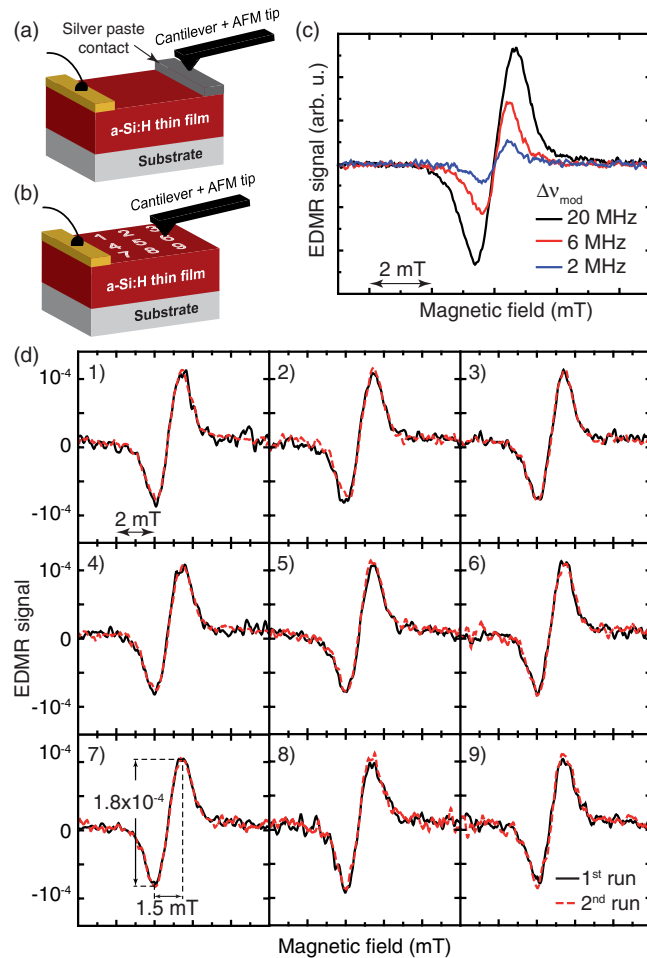 (a)
Silver paste
contact
Cantilever + AFM tip
a-Si:H thin film
Substrate
(b)
Cantilever + AFM tip
1 2 3
4 5 6
7 8 9
a-Si:H thin film
Substrate
(c)
EDMR signal (arb. u.)
Δν_mod
20 MHz
6 MHz
2 MHz
2 mT
Magnetic field (mT)
(d)
EDMR signal
10⁻⁴
0
-10⁻⁴
1)
2 mT
2)
3)
10⁻⁴
0
-10⁻⁴
4)
5)
6)
10⁻⁴
0
-10⁻⁴
7)
1.8x10⁻⁴
1.5 mT
8)
9)
1ˢᵗ run
2ⁿᵈ run
Magnetic field (mT)